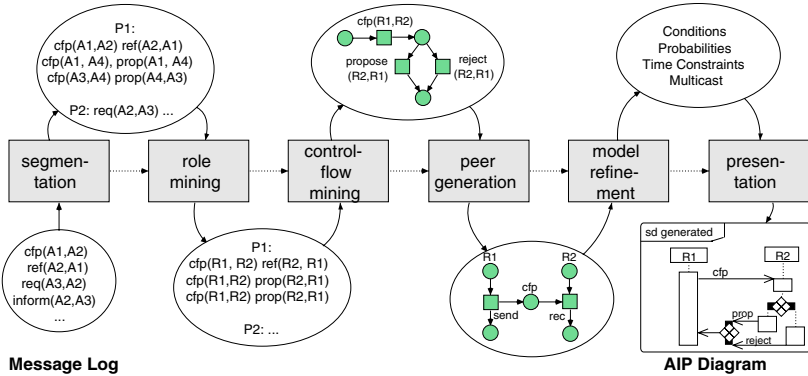 P1:
cfp(A1,A2) ref(A2,A1)
cfp(A1, A4), prop(A1, A4)
cfp(A3,A4) prop(A4,A3)
P2: req(A2,A3) ...
cfp(R1,R2)
propose
(R2,R1)
reject
(R2,R1)
Conditions
Probabilities
Time Constraints
Multicast
segmen-
tation
role
mining
control-
flow
mining
peer
generation
model
refine-
ment
presen-
tation
cfp(A1,A2)
ref(A2,A1)
req(A3,A2)
inform(A2,A3)
...
P1:
cfp(R1, R2) ref(R2, R1)
cfp(R1,R2) prop(R2,R1)
cfp(R1,R2) prop(R2,R1)
P2: ...
R1
R2
cfp
send
rec
sd generated
R1
R2
cfp
prop
reject
Message Log
AIP Diagram